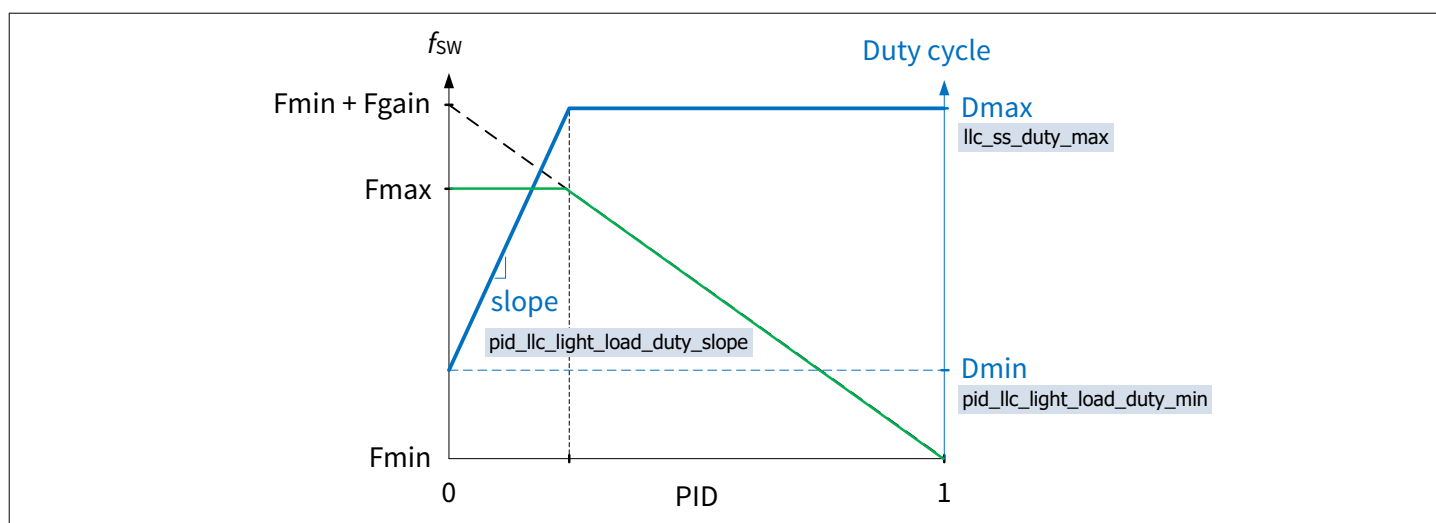 fSW
Duty cycle
Fmin + Fgain
Dmax
llc_ss_duty_max
Fmax
slope
pid_llc_light_load_duty_slope
Dmin
pid_llc_light_load_duty_min
Fmin
0
PID
1